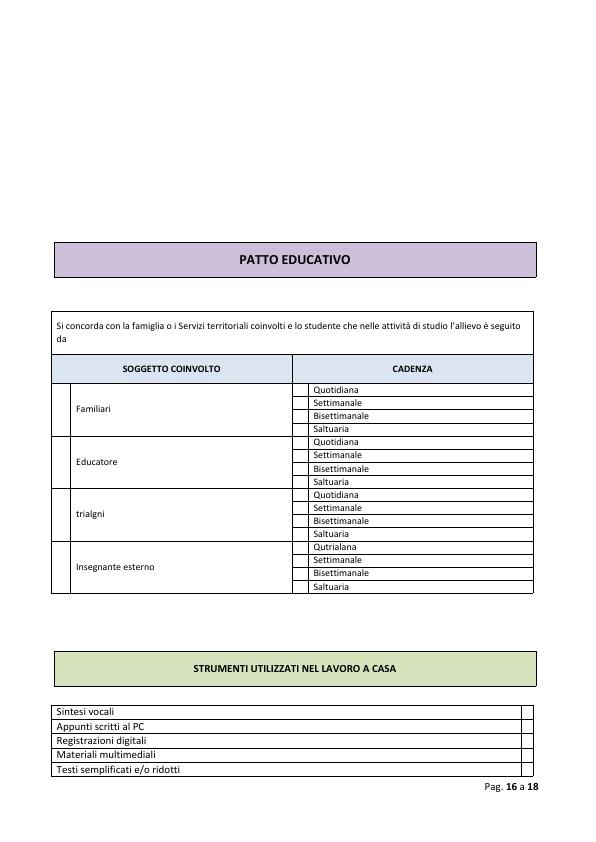 PATTO EDUCATIVO
Si concorda con la famiglia o i Servizi territoriali coinvolti e lo studente che nelle attività di studio l'allievo è seguito
da
SOGGETTO COINVOLTO
CADENZA
Familiari
Quotidiana
Settimanale
Bisettimanale
Saltuaria
Educatore
Quotidiana
Settimanale
Bisettimanale
Saltuaria
trialgni
Quotidiana
Settimanale
Bisettimanale
Saltuaria
Insegnante esterno
Qutrialana
Settimanale
Bisettimanale
Saltuaria
STRUMENTI UTILIZZATI NEL LAVORO A CASA
Sintesi vocali
Appunti scritti al PC
Registrazioni digitali
Materiali multimediali
Testi semplificati e/o ridotti
Pag. 16 a 18